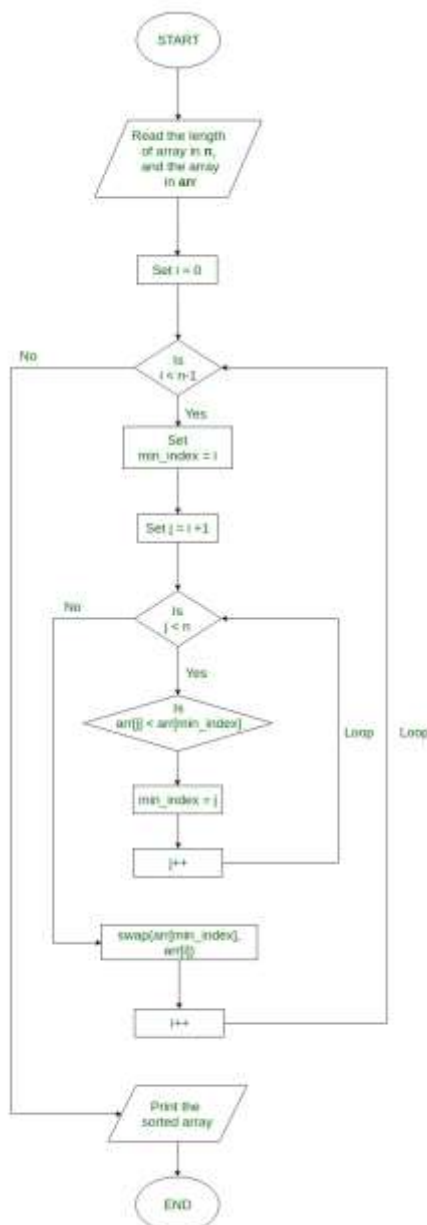 START
Read the length
of array in n,
and the array
in arr
Set i = 0
No
Is
i < n-1
Yes
Set
min_index = i
Set j = i +1
No
Is
j < n
Yes
Is
arr[j] < arr[min_index]
Loop
Loop
min_index = j
j++
swap(arr[min_index],
arr[i])
i++
Print the
sorted array
END